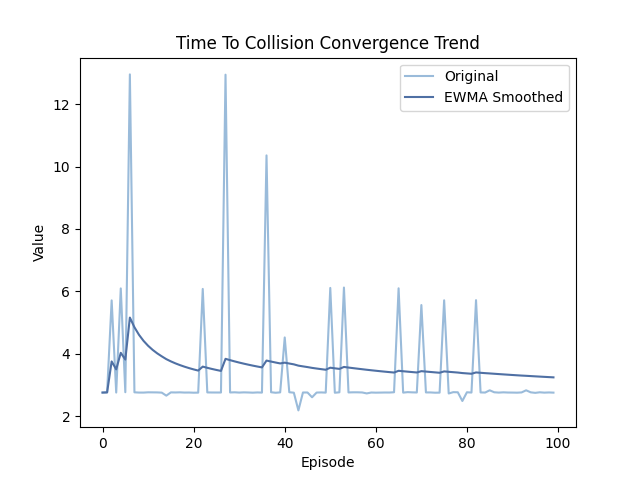 Time To Collision Convergence Trend
Original
EWMA Smoothed
12
10
8
6
4
2
Value
0 20 40 60 80 100
Episode